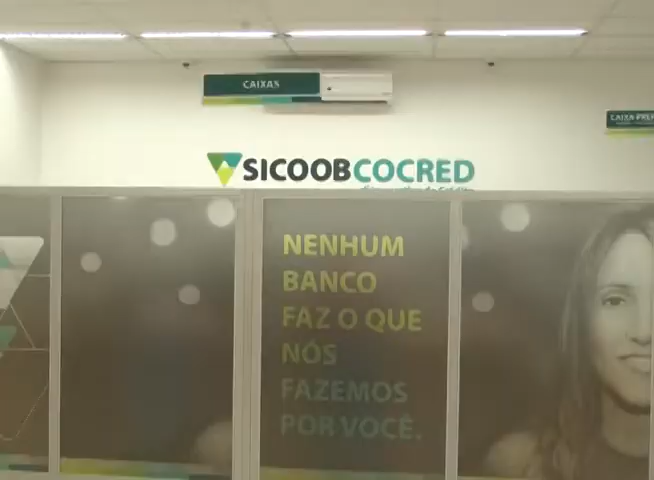 CAIXAS
SICOOBCOCRED
NENHUM
BANCO
FAZ O QUE
NÓS
FAZEMOS
POR VOCÊ.